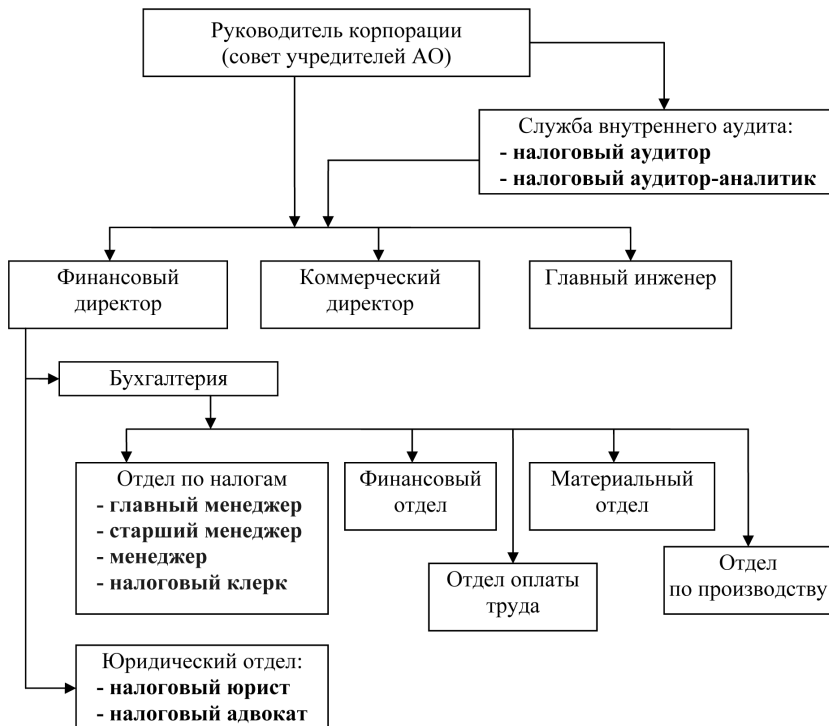 Руководитель корпорации
(совет учредителей АО)
Служба внутреннего аудита:
- налоговый аудитор
- налоговый аудитор-аналитик
Финансовый
директор
Коммерческий
директор
Главный инженер
Бухгалтерия
Отдел по налогам
- главный менеджер
- старший менеджер
- менеджер
- налоговый клерк
Финансовый
отдел
Материальный
отдел
Отдел оплаты
труда
Отдел
по производству
Юридический отдел:
- налоговый юрист
- налоговый адвокат